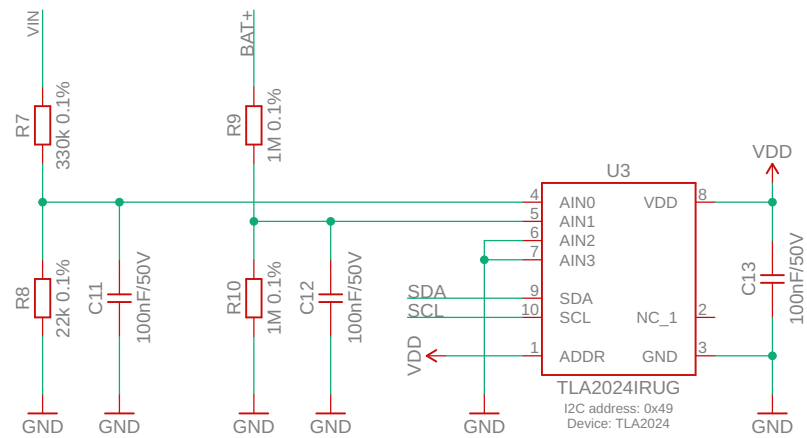 VIN
BAT+
R7
330k 0.1%
R9
1M 0.1%
U3
VDD
4
AIN0
VDD
8
5
AIN1
6
AIN2
7
AIN3
R8
22k 0.1%
C11
100nF/50V
R10
1M 0.1%
C12
100nF/50V
SDA
9
SDA
SCL
10
SCL
NC_1
2
C13
100nF/50V
VDD
1
ADDR
GND
3
TLA2024IRUG
I2C address: 0x49
Device: TLA2024
GND
GND
GND
GND
GND
GND